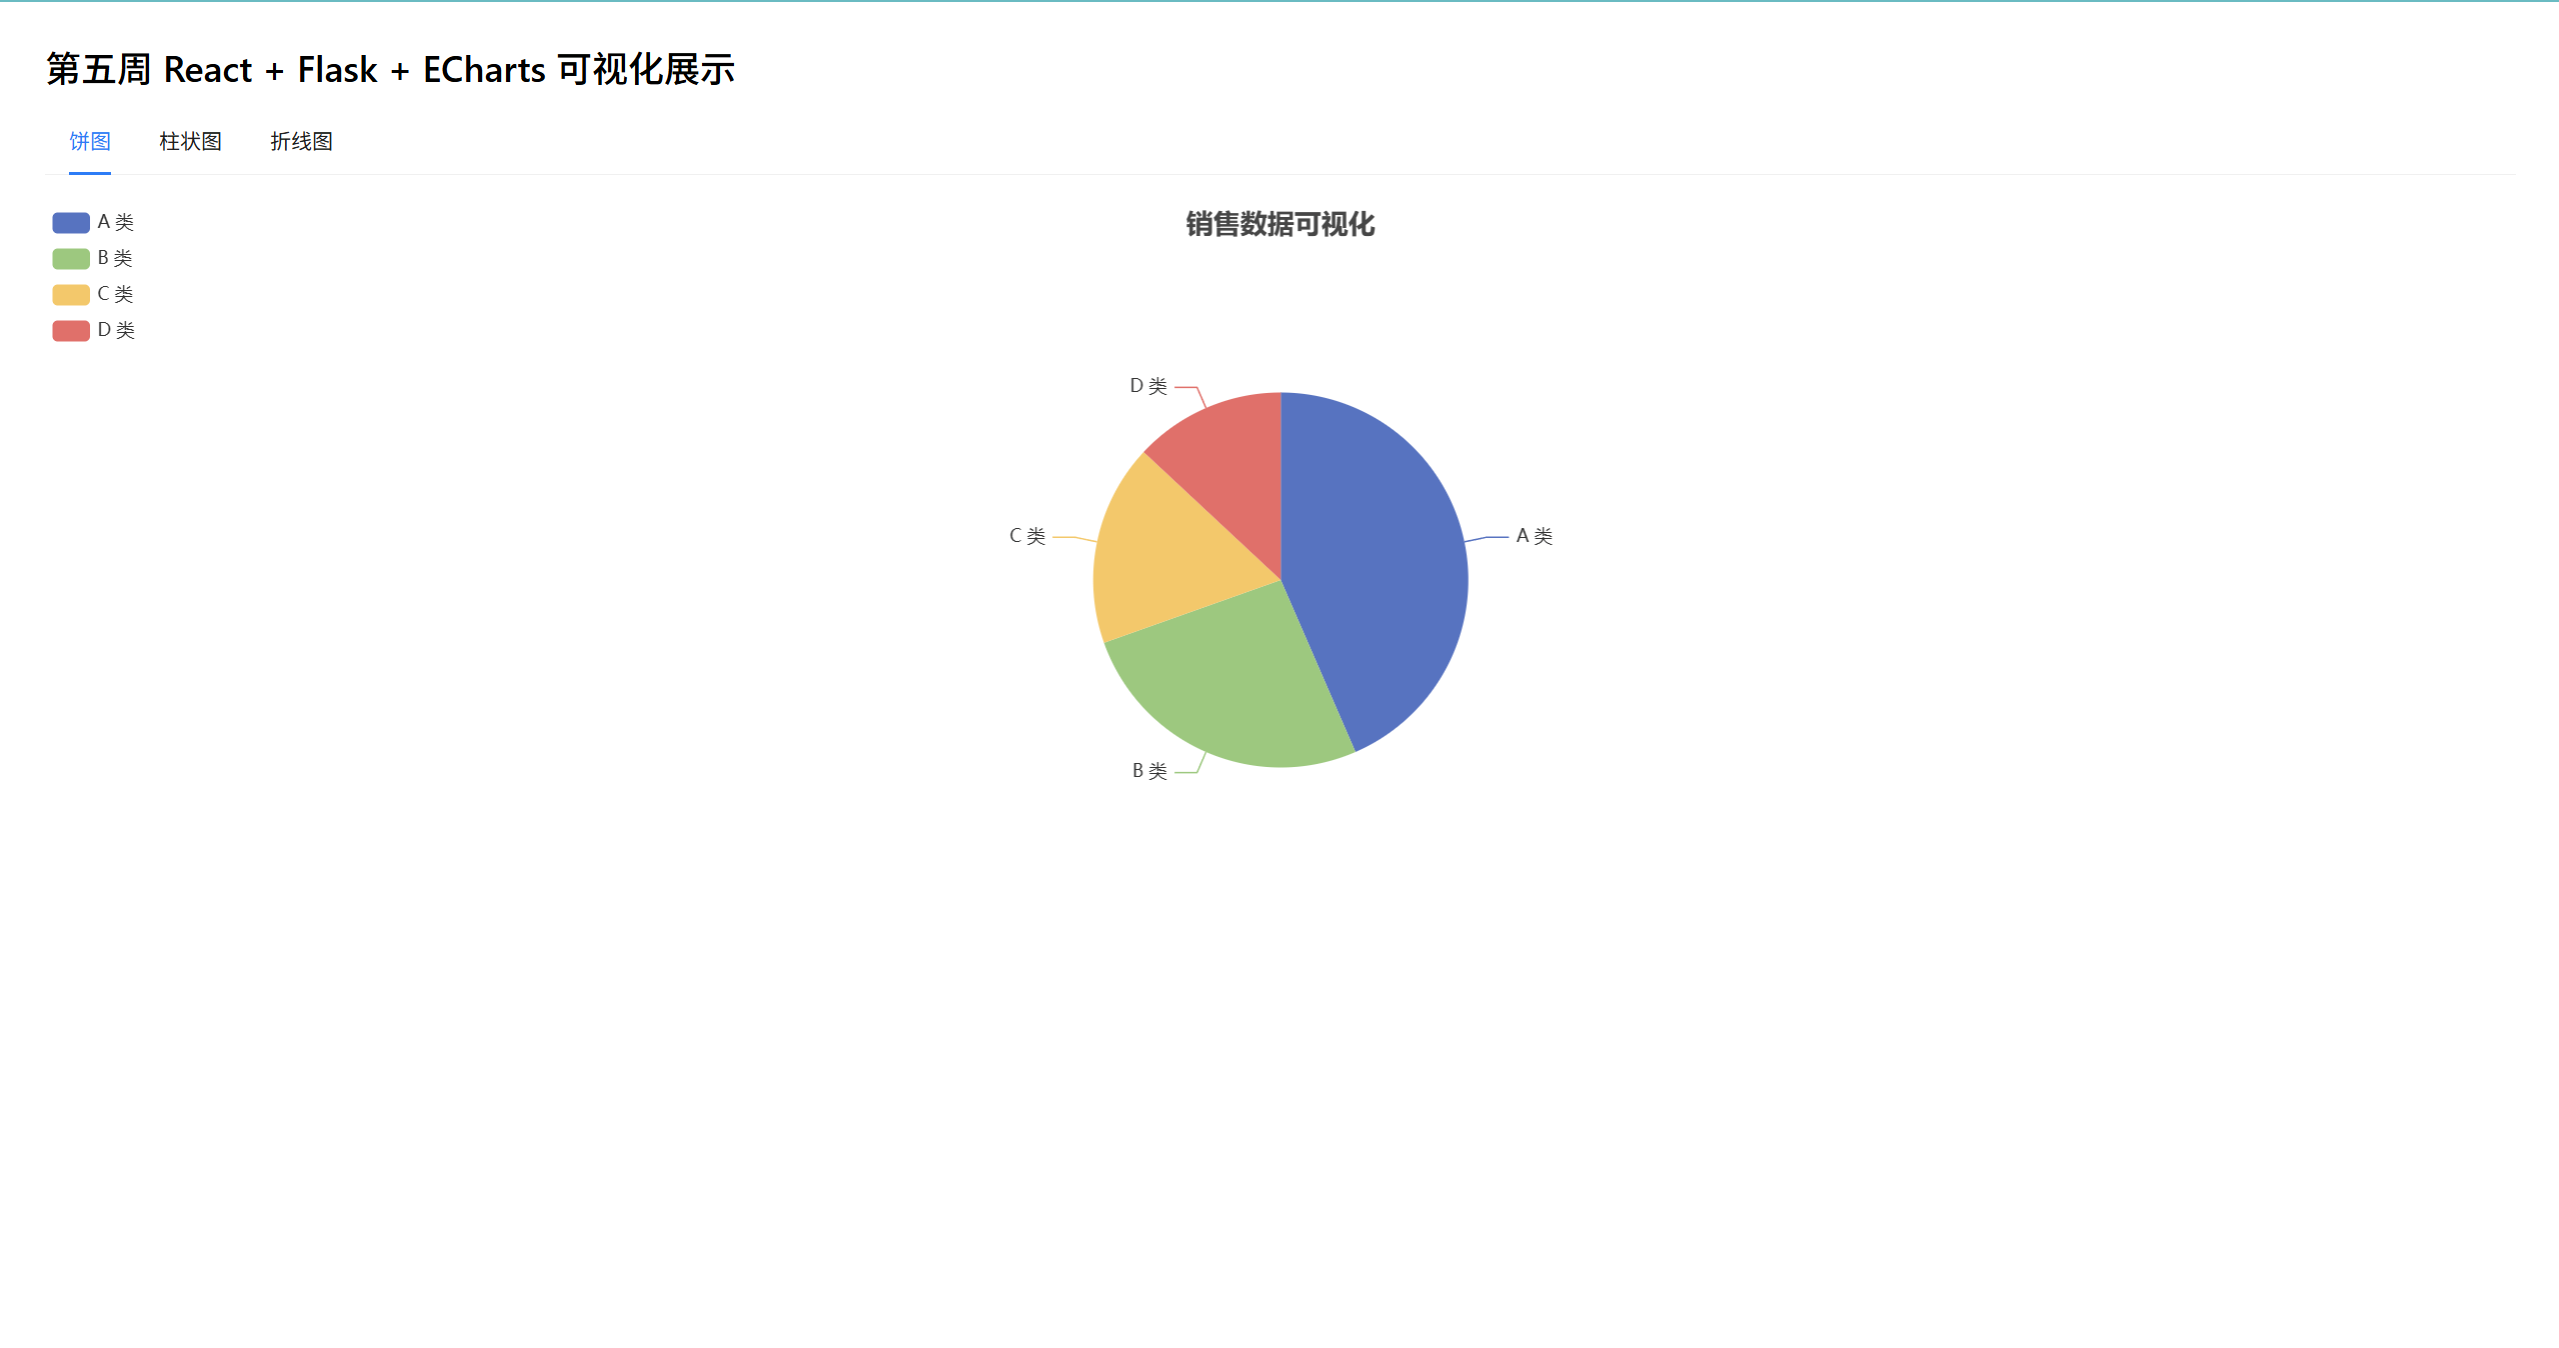 第五周 React + Flask + ECharts 可视化展示
饼图 柱状图 折线图
销售数据可视化
A 类
B 类
C 类
D 类
D 类
C 类
A 类
B 类